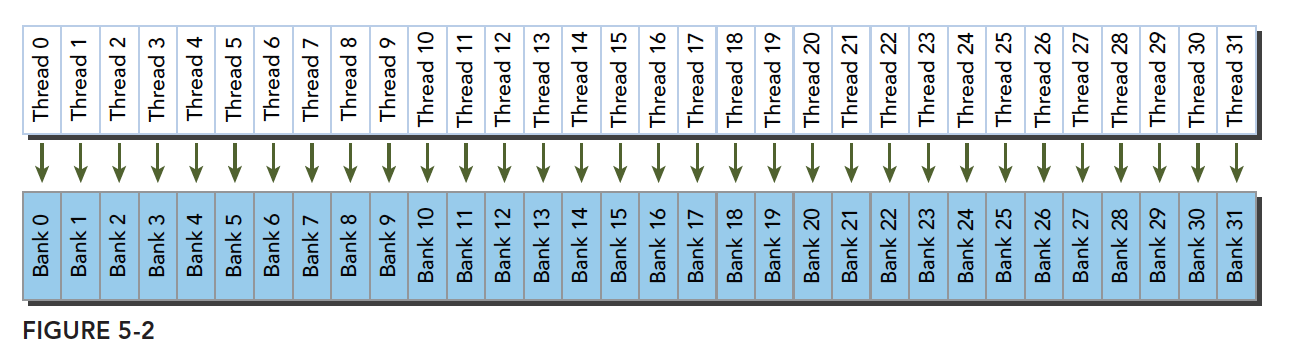 Thread 0 Thread 1 Thread 2 Thread 3 Thread 4 Thread 5 Thread 6 Thread 7 Thread 8 Thread 9 Thread 10 Thread 11 Thread 12 Thread 13 Thread 14 Thread 15 Thread 16 Thread 17 Thread 18 Thread 19 Thread 20 Thread 21 Thread 22 Thread 23 Thread 24 Thread 25 Thread 26 Thread 27 Thread 28 Thread 29 Thread 30 Thread 31
Bank 0 Bank 1 Bank 2 Bank 3 Bank 4 Bank 5 Bank 6 Bank 7 Bank 8 Bank 9 Bank 10 Bank 11 Bank 12 Bank 13 Bank 14 Bank 15 Bank 16 Bank 17 Bank 18 Bank 19 Bank 20 Bank 21 Bank 22 Bank 23 Bank 24 Bank 25 Bank 26 Bank 27 Bank 28 Bank 29 Bank 30 Bank 31
FIGURE 5-2